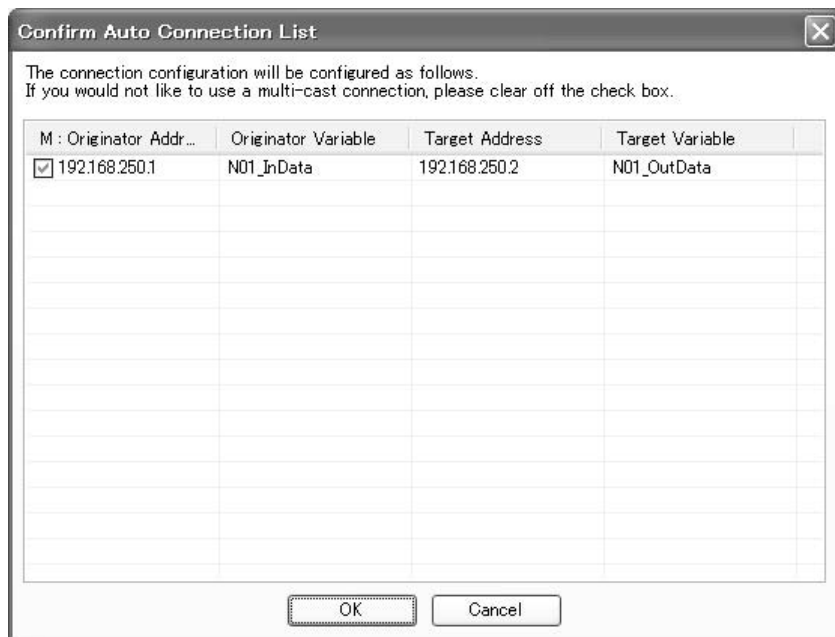 Confirm Auto Connection List
The connection configuration will be configured as follows.
If you would not like to use a multi-cast connection, please clear off the check box.
M : Originator Addr... Originator Variable Target Address Target Variable
192.168.250.1 N01_InData 192.168.250.2 N01_OutData
OK Cancel